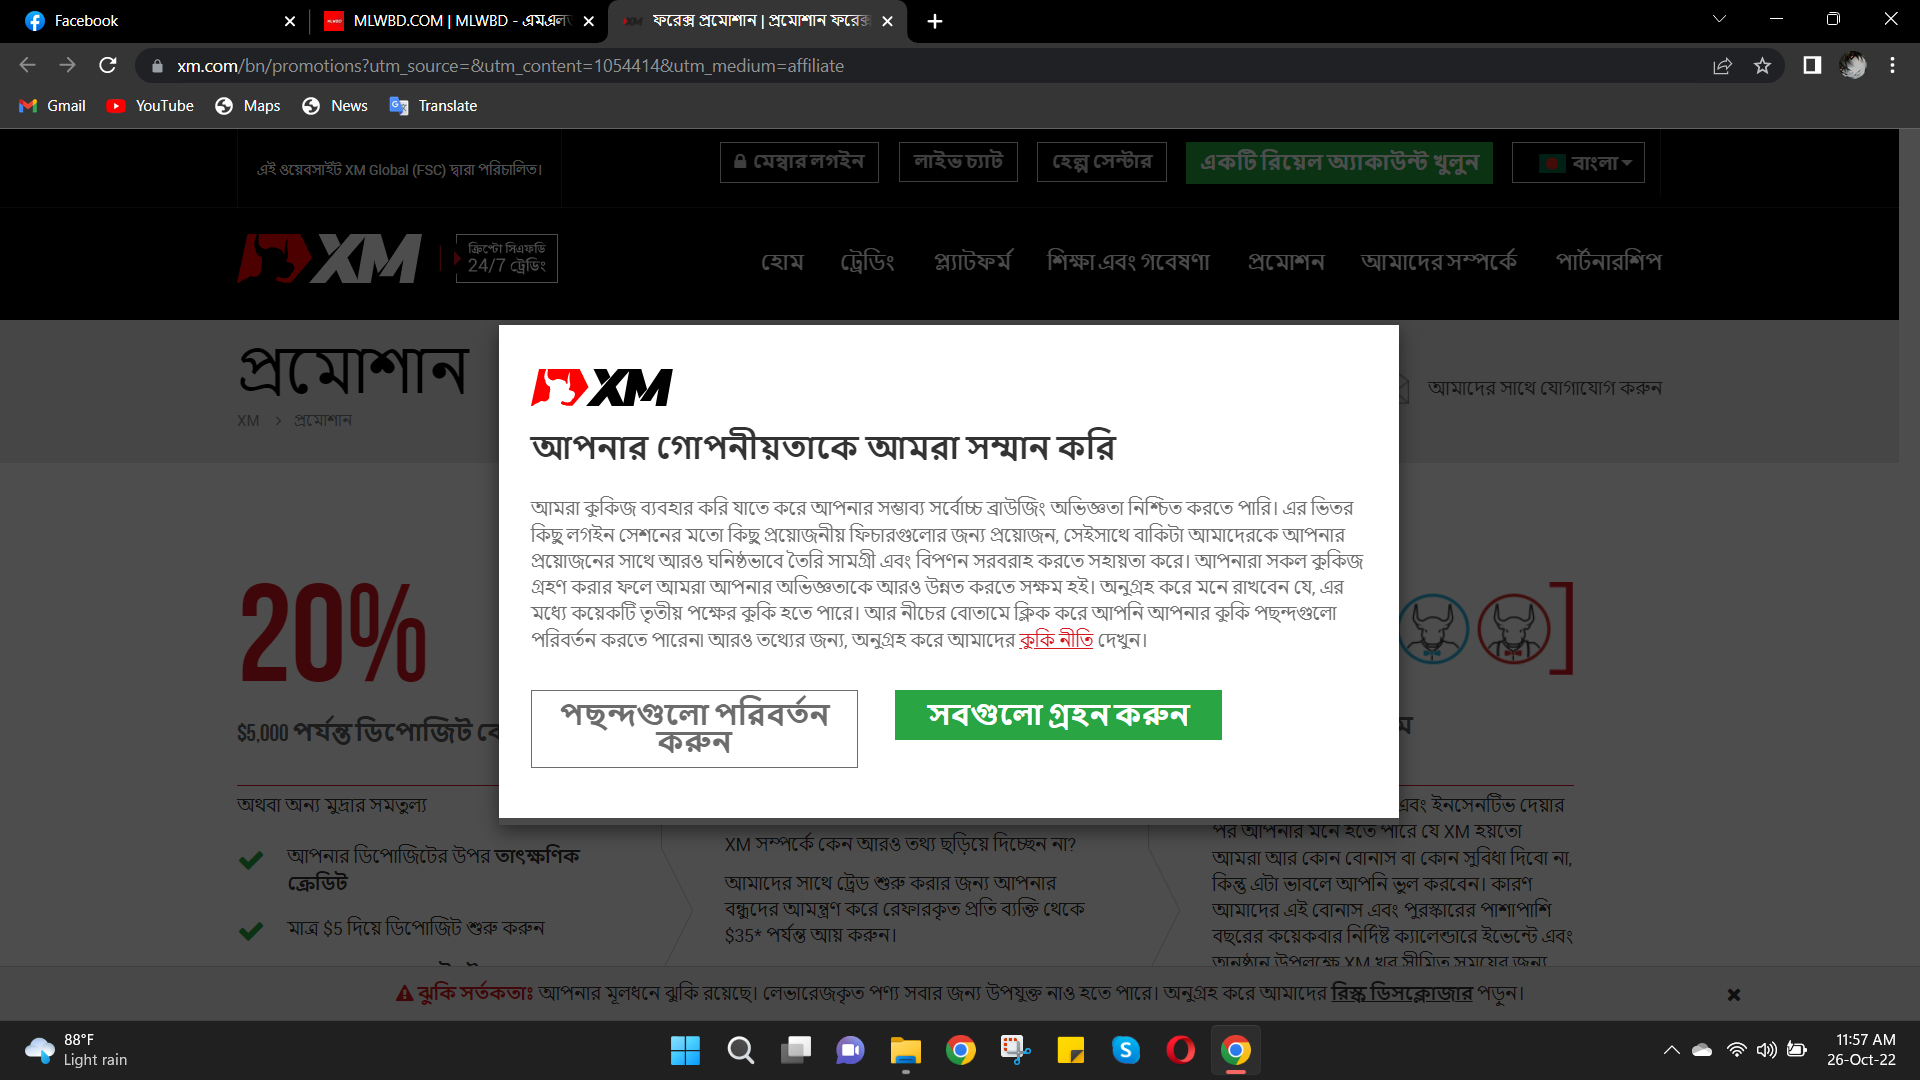 Facebook
MLWBD.COM | MLWBD - এমএলড
ফরেক্স প্রমোশান | প্রমোশান ফরেক্স
xm.com/bn/promotions?utm_source=&utm_content=1054414&utm_medium=affiliate
Gmail YouTube Maps News Translate
এই ওয়েবসাইট XM Global (FSC) দ্বারা পরিচালিত।
মেম্বার লগইন লাইভ চ্যাট হেল্প সেন্টার একটি রিয়েল অ্যাকাউন্ট খুলুন বাংলা
XM
ক্রিপ্টো সিএফডি
24/7 ট্রেডিং
হোম ট্রেডিং প্ল্যাটফর্ম শিক্ষা এবং গবেষণা প্রমোশন আমাদের সম্পর্কে পার্টনারশিপ
প্রমোশান
XM > প্রমোশান
আমাদের সাথে যোগাযোগ করুন
XM
আপনার গোপনীয়তাকে আমরা সম্মান করি
আমরা কুকিজ ব্যবহার করি যাতে করে আপনার সম্ভাব্য সর্বোচ্চ ব্রাউজিং অভিজ্ঞতা নিশ্চিত করতে পারি। এর ভিতর
কিছু লগইন সেশনের মতো কিছু প্রয়োজনীয় ফিচারগুলোর জন্য প্রয়োজন, সেইসাথে বাকিটা আমাদেরকে আপনার
প্রয়োজনের সাথে আরও ঘনিষ্ঠভাবে তৈরি সামগ্রী এবং বিপণন সরবরাহ করতে সহায়তা করে। আপনারা সকল কুকিজ
গ্রহণ করার ফলে আমরা আপনার অভিজ্ঞতাকে আরও উন্নত করতে সক্ষম হই। অনুগ্রহ করে মনে রাখবেন যে, এর
মধ্যে কয়েকটি তৃতীয় পক্ষের কুকি হতে পারে। আর নীচের বোতামে ক্লিক করে আপনি আপনার কুকি পছন্দগুলো
পরিবর্তন করতে পারেন। আরও তথ্যের জন্য, অনুগ্রহ করে আমাদের কুকি নীতি দেখুন।
পছন্দগুলো পরিবর্তন
করুন
সবগুলো গ্রহন করুন
20%
$5,000 পর্যন্ত ডিপোজিট
অথবা অন্য মুদ্রার সমতুল্য
আপনার ডিপোজিটের উপর তাৎক্ষণিক
ক্রেডিট
মাত্র $5 দিয়ে ডিপোজিট শুরু করুন
XM সম্পর্কে কেন আরও তথ্য ছড়িয়ে দিচ্ছেন না?
আমাদের সাথে ট্রেড শুরু করার জন্য আপনার
বন্ধুদের আমন্ত্রণ করে রেফারকৃত প্রতি ব্যক্তি থেকে
$35* পর্যন্ত আয় করুন।
এবং ইনসেনটিভ দেয়ার
পর আপনার মনে হতে পারে যে XM হয়তো
আমরা আর কোন বোনাস বা কোন সুবিধা দিবো না,
কিন্তু এটা ভাবলে আপনি ভুল করবেন। কারণ
আমাদের এই বোনাস এবং পুরস্কারের পাশাপাশি
বছরের কয়েকবার নির্দিষ্ট ক্যালেন্ডারে ইভেন্টে এবং
অনুষ্ঠান উপলক্ষে XM খুব সীমিত সময়ের জন্য
ঝুকি সর্তকতাঃ আপনার মূলধনে ঝুকি রয়েছে। লেভারেজকৃত পণ্য সবার জন্য উপযুক্ত নাও হতে পারে। অনুগ্রহ করে আমাদের রিস্ক ডিসক্লোজার পড়ুন।
88°F
Light rain
11:57 AM
26-Oct-22